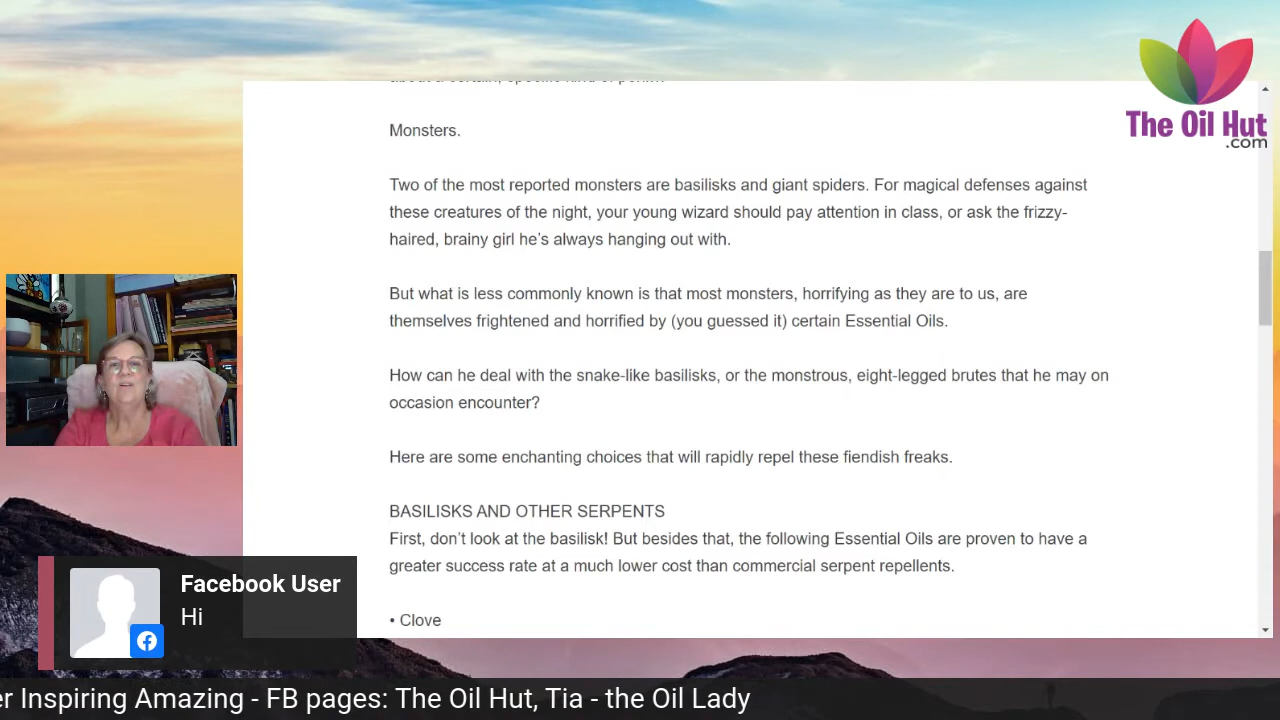 The Oil Hut
.com
Monsters.
Two of the most reported monsters are basilisks and giant spiders. For magical defenses against
these creatures of the night, your young wizard should pay attention in class, or ask the frizzy-
haired, brainy girl he’s always hanging out with.
But what is less commonly known is that most monsters, horrifying as they are to us, are
themselves frightened and horrified by (you guessed it) certain Essential Oils.
How can he deal with the snake-like basilisks, or the monstrous, eight-legged brutes that he may on
occasion encounter?
Here are some enchanting choices that will rapidly repel these fiendish freaks.
BASILISKS AND OTHER SERPENTS
First, don’t look at the basilisk! But besides that, the following Essential Oils are proven to have a
greater success rate at a much lower cost than commercial serpent repellents.
• Clove
Facebook User
Hi
er Inspiring Amazing - FB pages: The Oil Hut, Tia - the Oil Lady